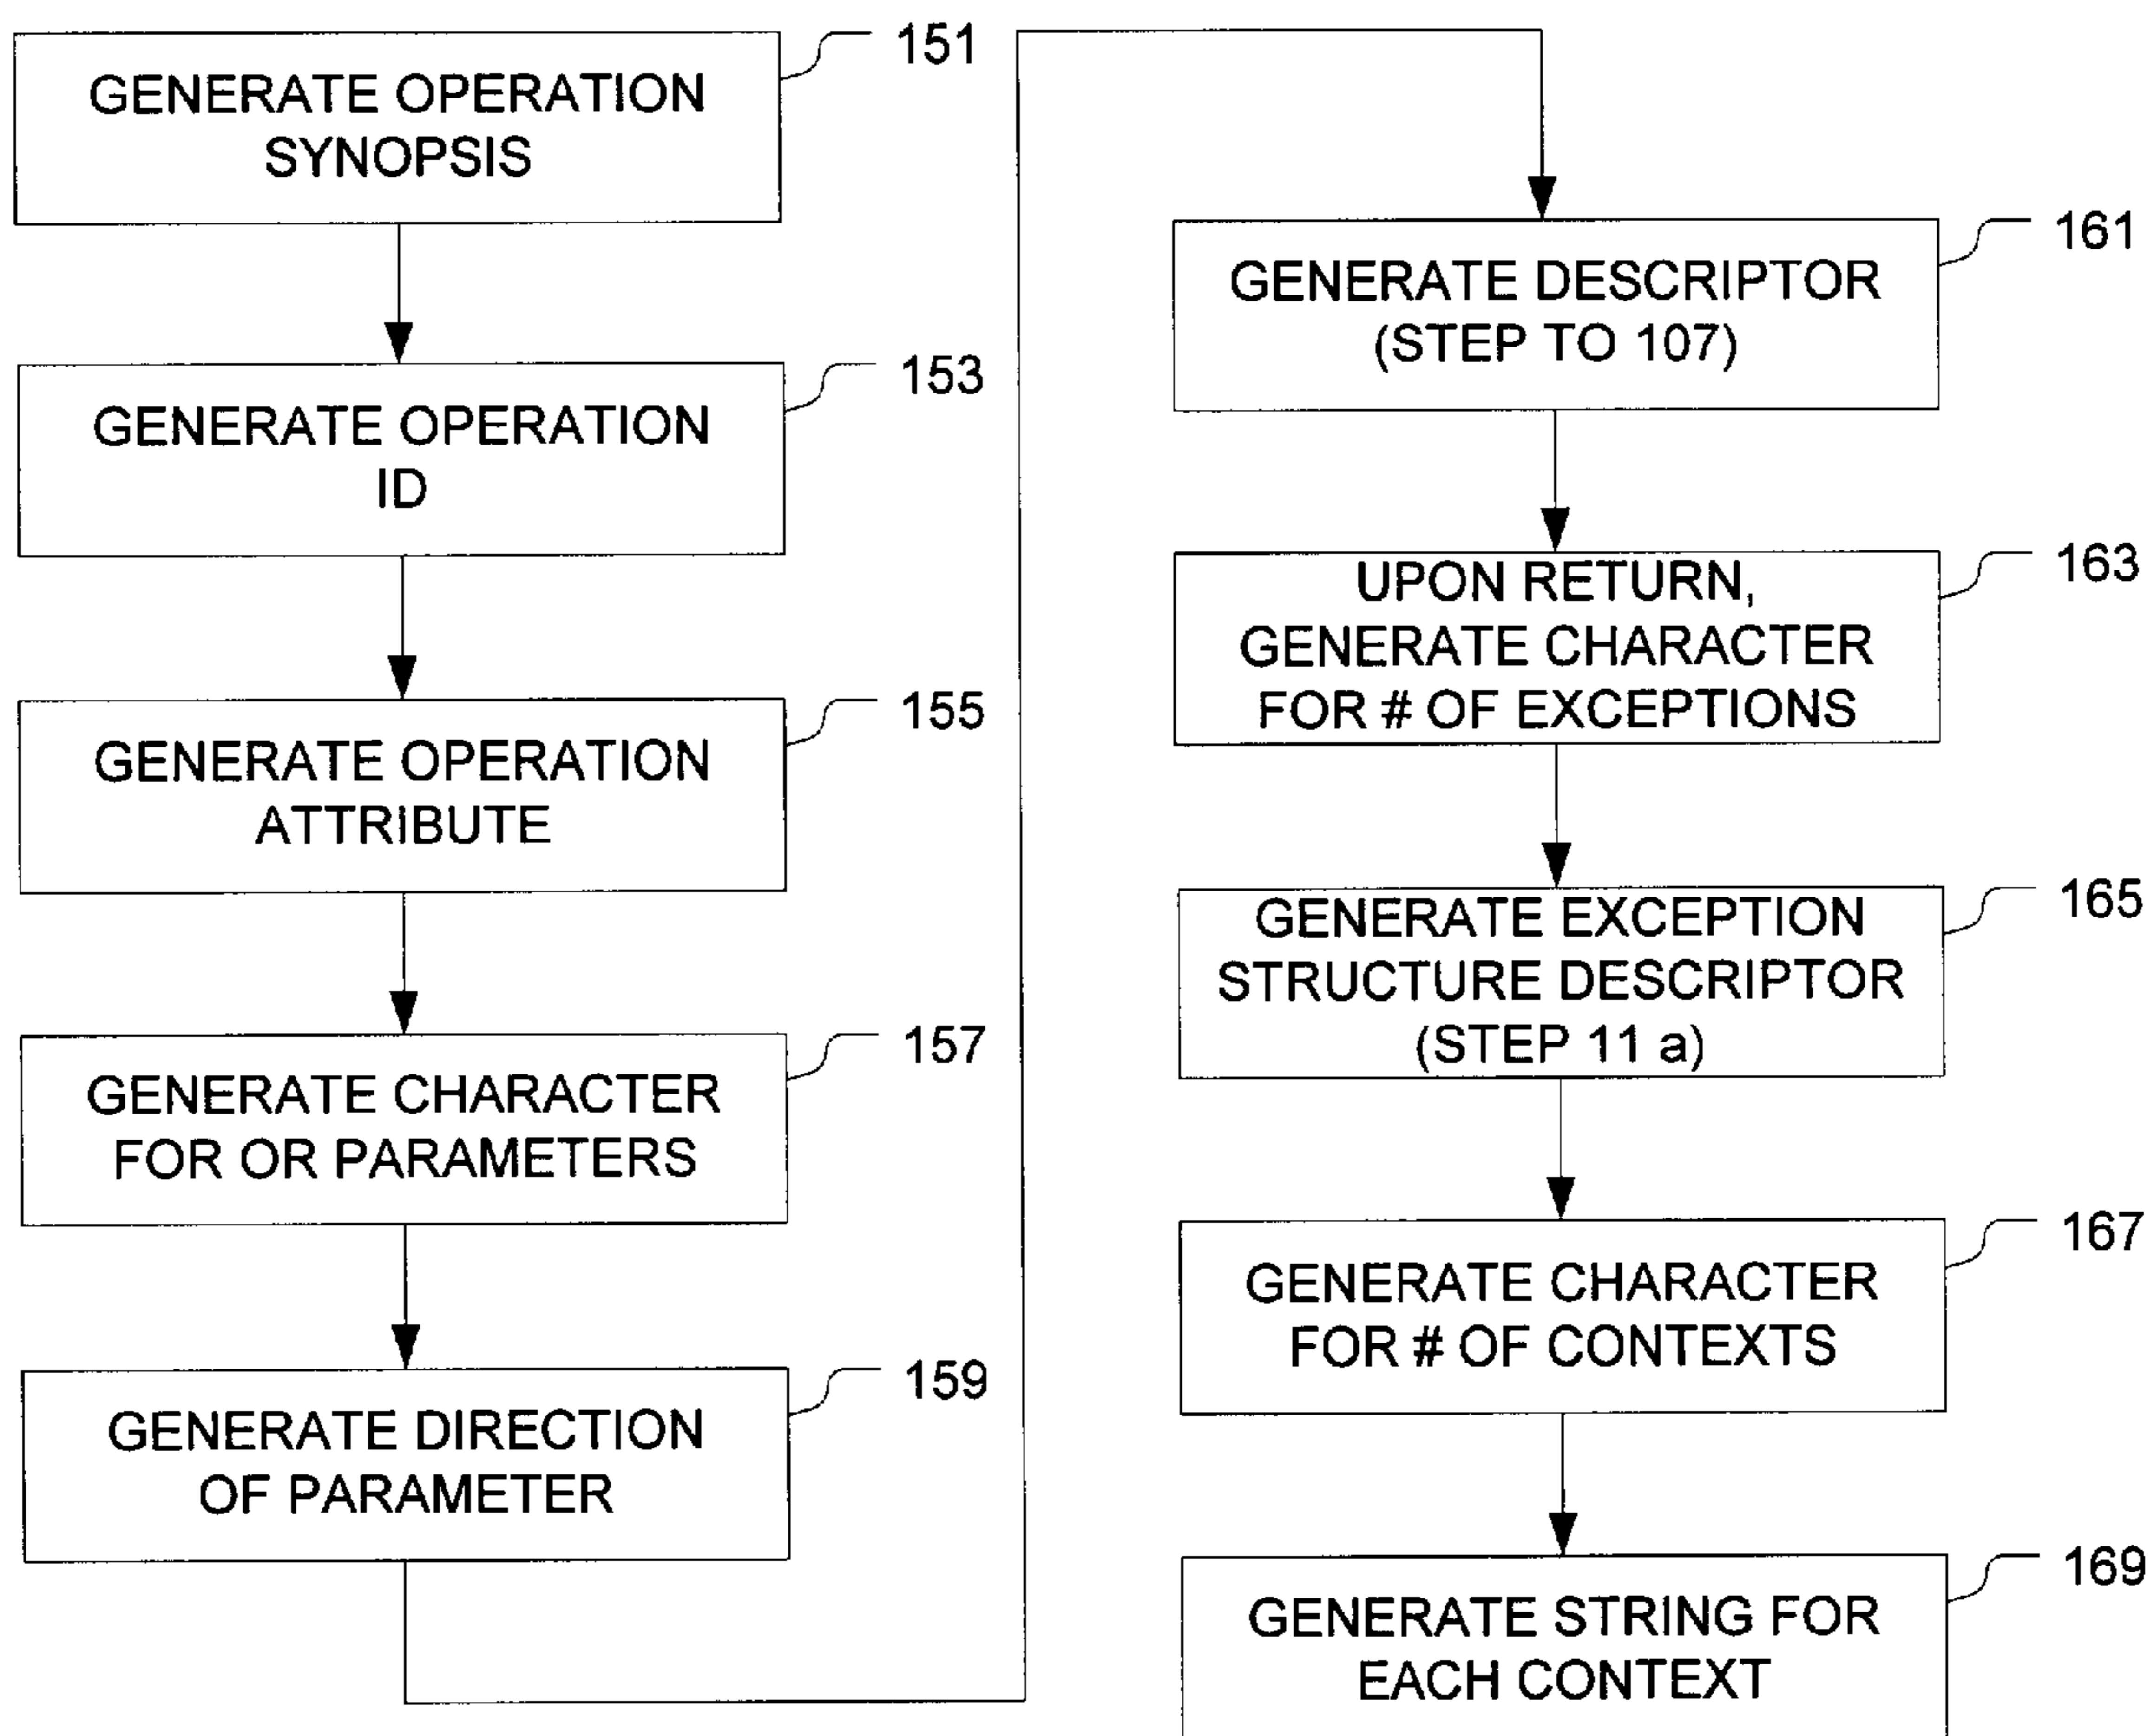 GENERATE OPERATION
SYNOPSIS
151
GENERATE OPERATION
ID
153
GENERATE OPERATION
ATTRIBUTE
155
GENERATE CHARACTER
FOR OR PARAMETERS
157
GENERATE DIRECTION
OF PARAMETER
159
GENERATE DESCRIPTOR
(STEP TO 107)
161
UPON RETURN,
GENERATE CHARACTER
FOR # OF EXCEPTIONS
163
GENERATE EXCEPTION
STRUCTURE DESCRIPTOR
(STEP 11 a)
165
GENERATE CHARACTER
FOR # OF CONTEXTS
167
GENERATE STRING FOR
EACH CONTEXT
169